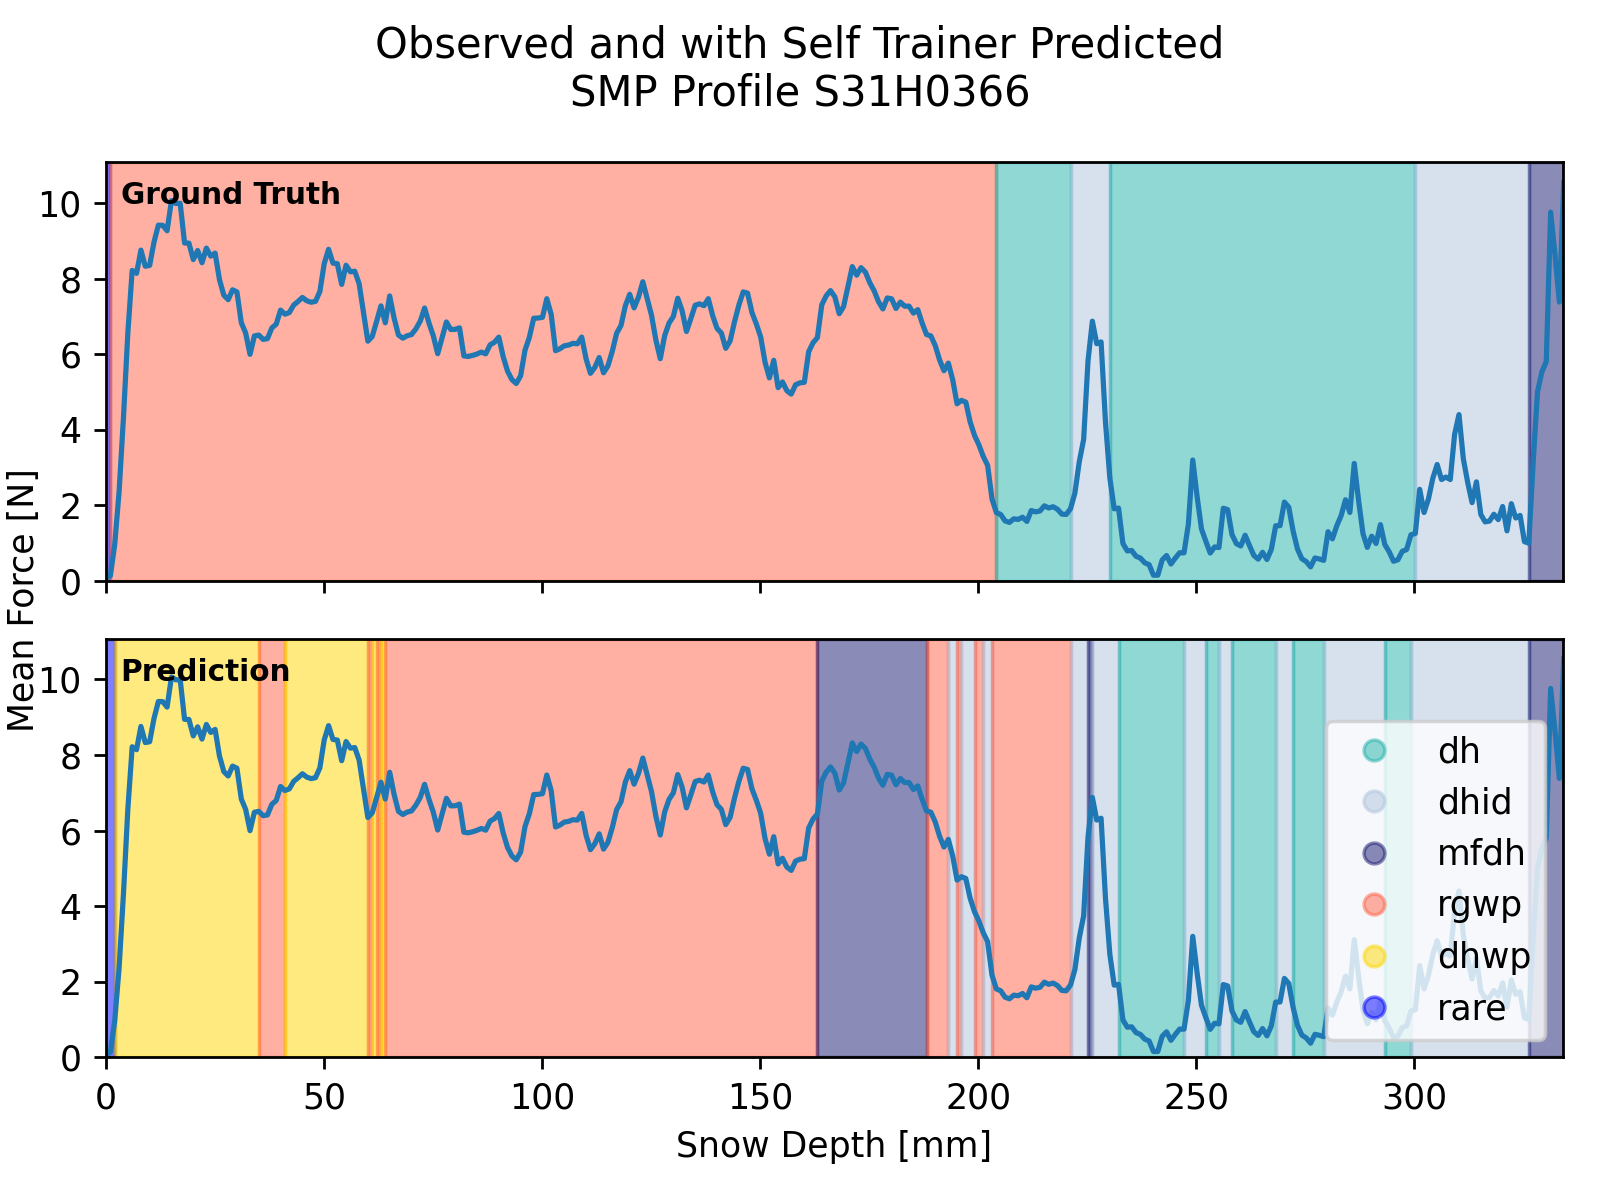 Observed and with Self Trainer Predicted
SMP Profile S31H0366
Mean Force [N]
Ground Truth
10
8
6
4
2
0
Prediction
10
8
6
4
2
0
dh
dhid
mfdh
rgwp
dhwp
rare
0 50 100 150 200 250 300
Snow Depth [mm]